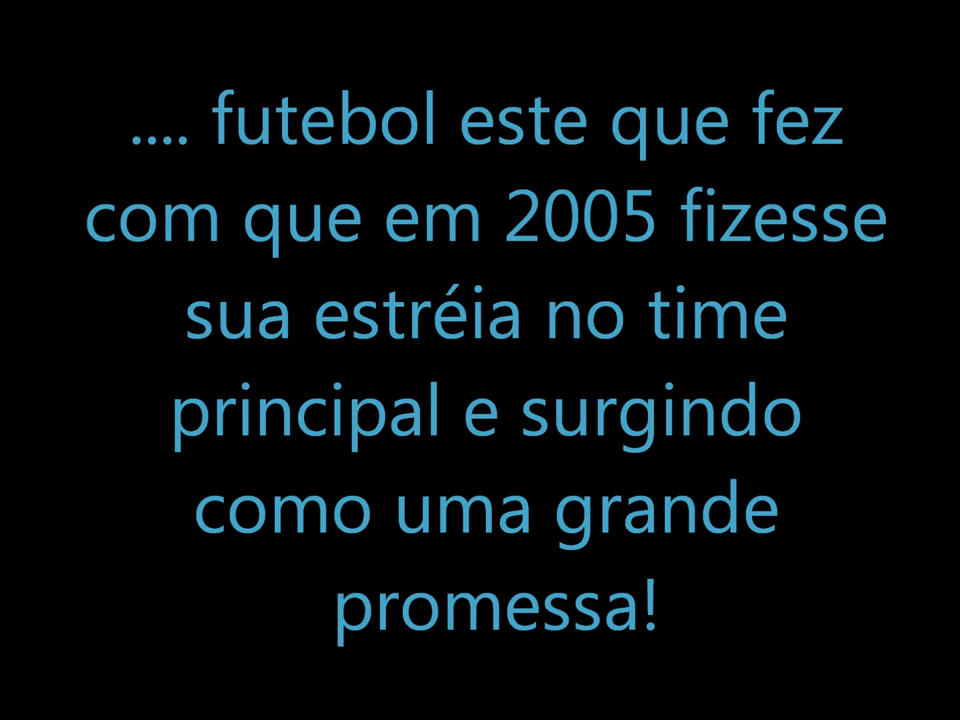 .... futebol este que fez
com que em 2005 fizesse
sua estréia no time
principal e surgindo
como uma grande
promessa!